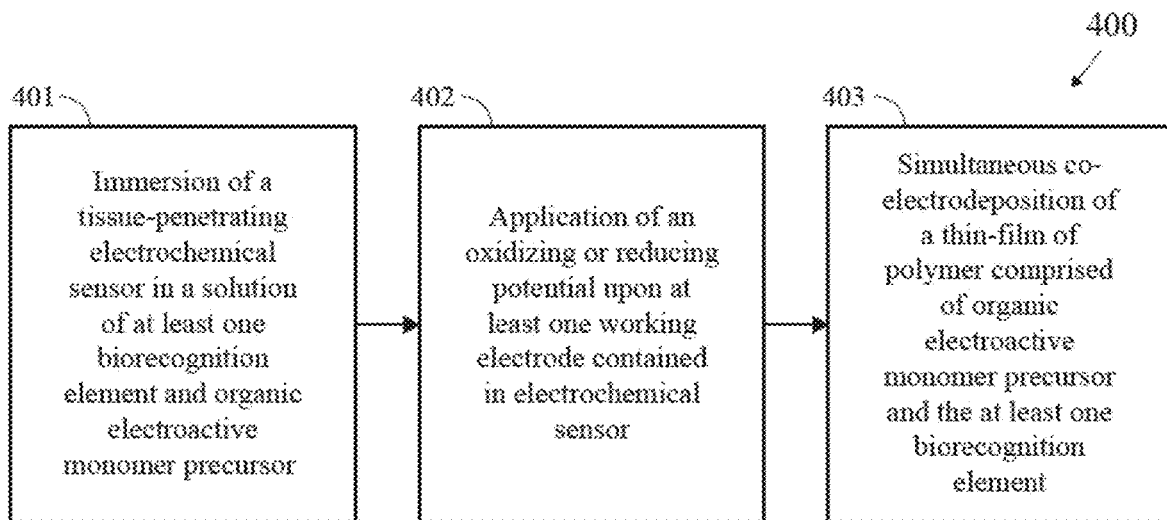 400
401
402
403
Immersion of a
tissue-penetrating
electrochemical
sensor in a solution
of at least one
biorecognition
element and organic
electroactive
monomer precursor
Application of an
oxidizing or reducing
potential upon at
least one working
electrode contained
in electrochemical
sensor
Simultaneous co-
electrodeposition of
a thin-film of
polymer comprised
of organic
electroactive
monomer precursor
and the at least one
biorecognition
element